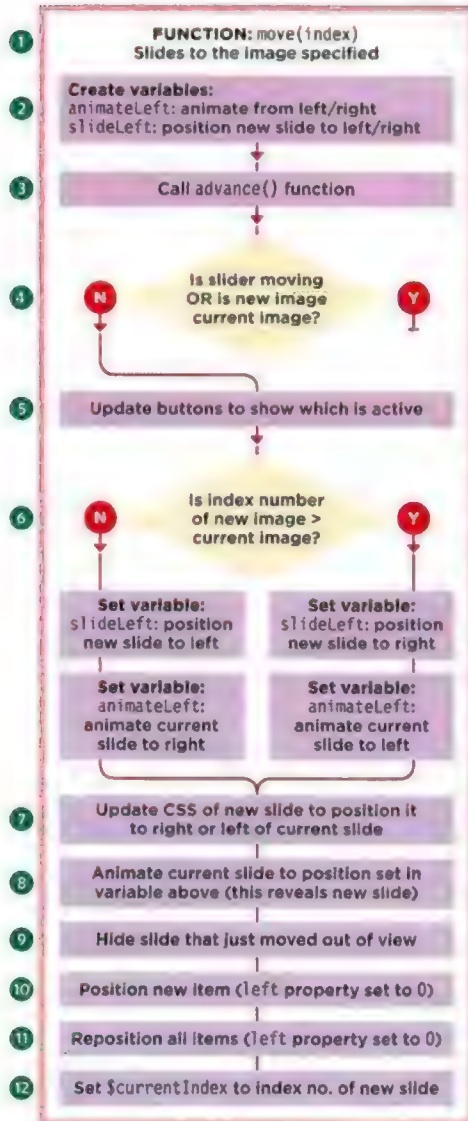 1
FUNCTION: move(index)
Slides to the image specified
2
Create variables:
animateLeft: animate from left/right
slideLeft: position new slide to left/right
3
Call advance() function
4
N
Is slider moving
OR is new image
current image?
Y
5
Update buttons to show which is active
6
N
Is index number
of new image >
current image?
Y
Set variable:
slideLeft: position
new slide to left
Set variable:
slideLeft: position
new slide to right
Set variable:
animateLeft:
animate current
slide to right
Set variable:
animateLeft:
animate current
slide to left
7
Update CSS of new slide to position it
to right or left of current slide
8
Animate current slide to position set in
variable above (this reveals new slide)
9
Hide slide that just moved out of view
10
Position new item (left property set to 0)
11
Reposition all items (left property set to 0)
12
Set $currentIndex to index no. of new slide